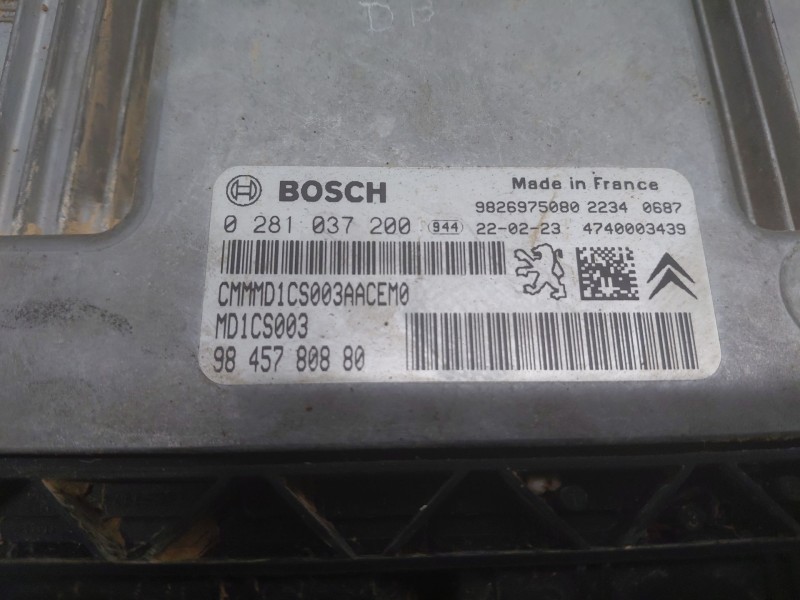 DB
BOSCH
Made in France
0 281 037 200 944
9826975080 2234 0687
22-02-23 4740003439
CMMMD1CS003AACEM0
MD1CS003
98 457 808 80